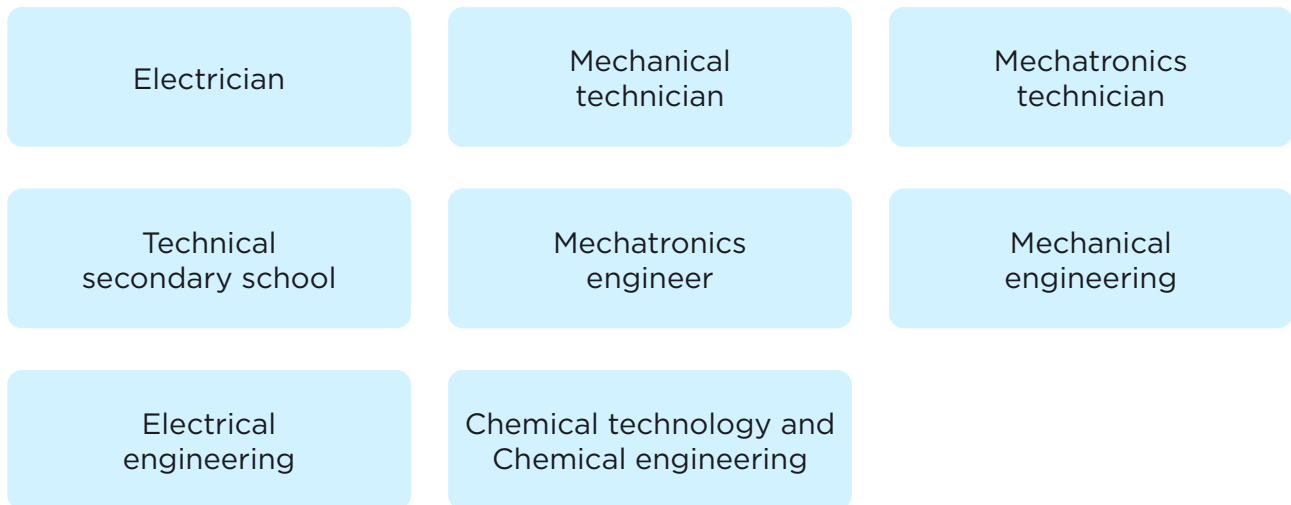 Electrician
Mechanical
technician
Mechatronics
technician
Technical
secondary school
Mechatronics
engineer
Mechanical
engineering
Electrical
engineering
Chemical technology and
Chemical engineering